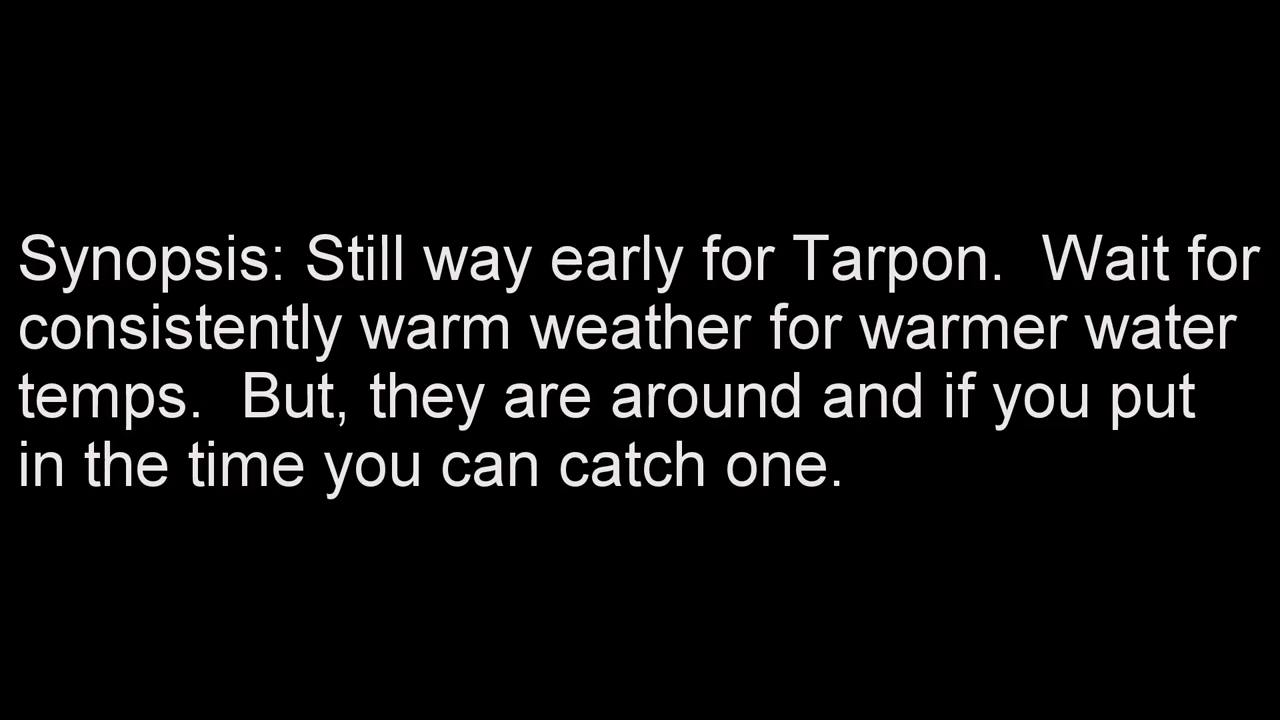 Synopsis: Still way early for Tarpon.  Wait for
consistently warm weather for warmer water
temps.  But, they are around and if you put
in the time you can catch one.